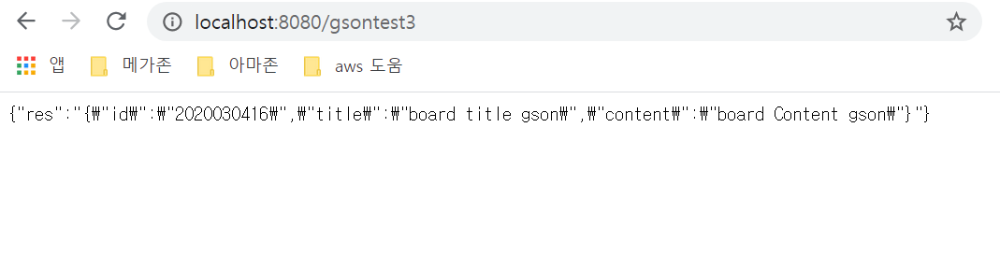 localhost:8080/gsontest3
앱 메가존 아마존 aws 도움
{"res":"{₩"id₩":₩"2020030416₩",₩"title₩":₩"board title gson₩",₩"content₩":₩"board Content gson₩"}"}